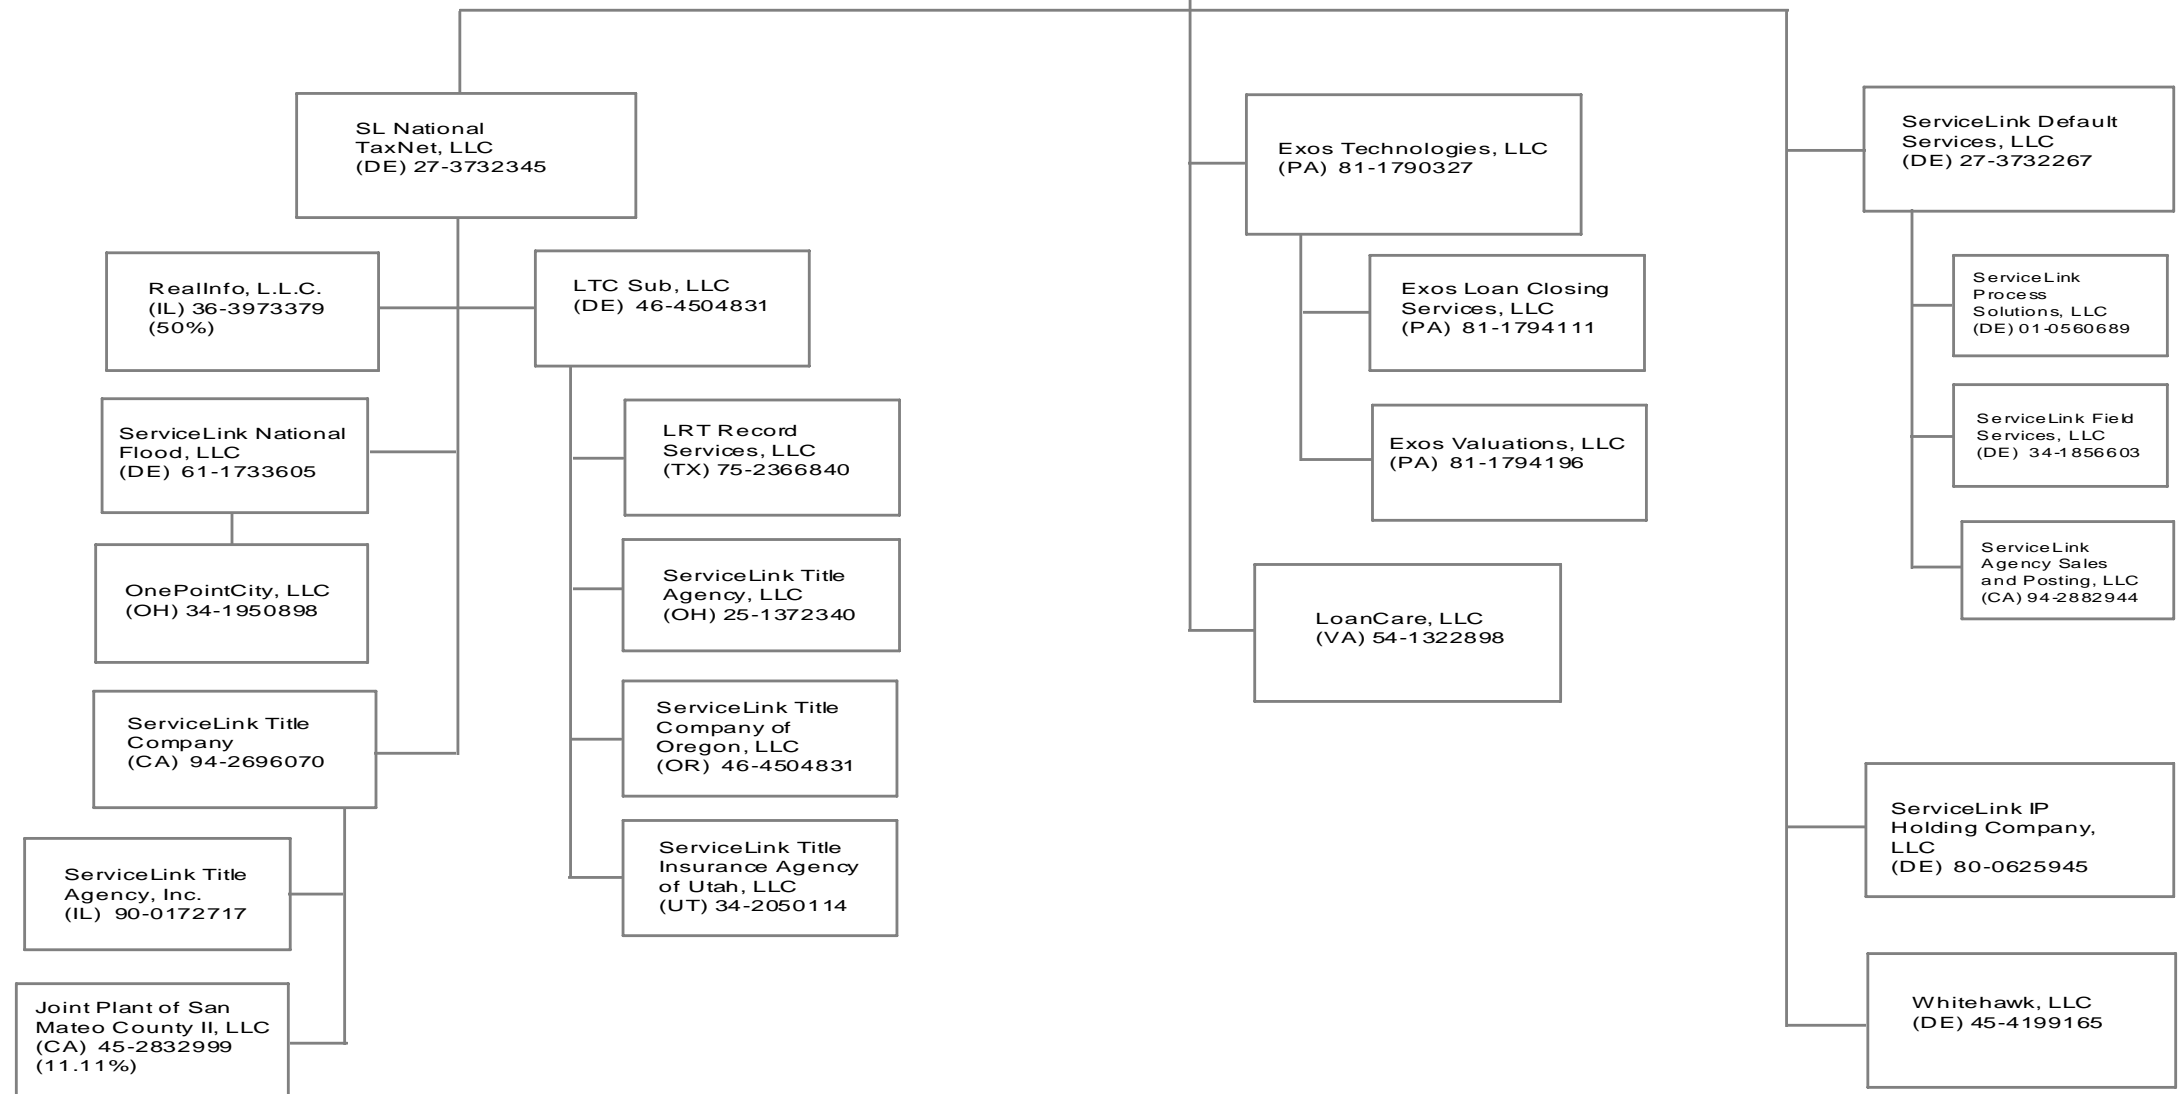 SL National
TaxNet, LLC
(DE) 27-3732345
RealInfo, L.L.C.
(IL) 36-3973379
(50%)
LTC Sub, LLC
(DE) 46-4504831
ServiceLink National
Flood, LLC
(DE) 61-1733605
OnePointCity, LLC
(OH) 34-1950898
ServiceLink Title
Company
(CA) 94-2696070
ServiceLink Title
Agency, Inc.
(IL) 90-0172717
Joint Plant of San
Mateo County II, LLC
(CA) 45-2832999
(11.11%)
LRT Record
Services, LLC
(TX) 75-2366840
ServiceLink Title
Agency, LLC
(OH) 25-1372340
ServiceLink Title
Company of
Oregon, LLC
(OR) 46-4504831
ServiceLink Title
Insurance Agency
of Utah, LLC
(UT) 34-2050114
Exos Technologies, LLC
(PA) 81-1790327
Exos Loan Closing
Services, LLC
(PA) 81-1794111
Exos Valuations, LLC
(PA) 81-1794196
LoanCare, LLC
(VA) 54-1322898
ServiceLink Default
Services, LLC
(DE) 27-3732267
ServiceLink
Process
Solutions, LLC
(DE) 01-0560689
ServiceLink Field
Services, LLC
(DE) 34-1856603
ServiceLink
Agency Sales
and Posting, LLC
(CA) 94-2882944
ServiceLink IP
Holding Company,
LLC
(DE) 80-0625945
Whitehawk, LLC
(DE) 45-4199165